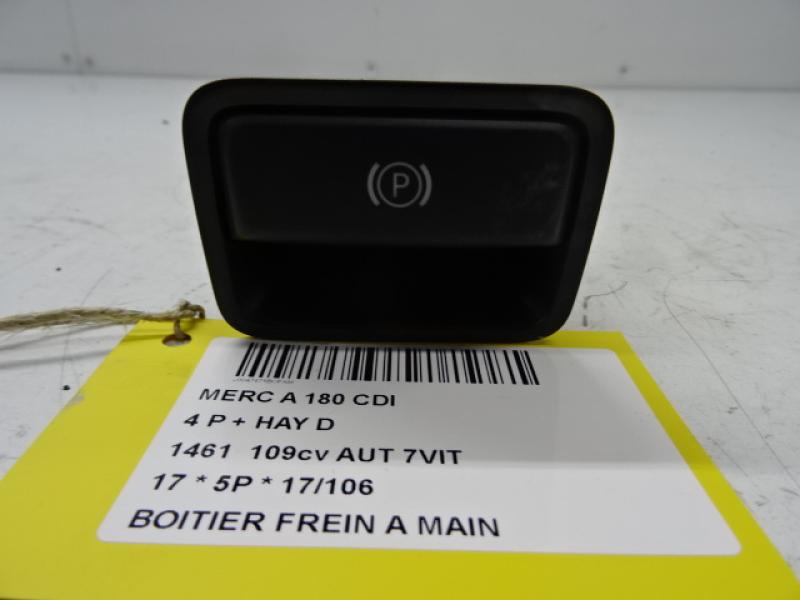 (P)
MERC A 180 CDI
4 P + HAY D
1461 109cv AUT 7VIT
17 * 5P * 17/106
BOITIER FREIN A MAIN